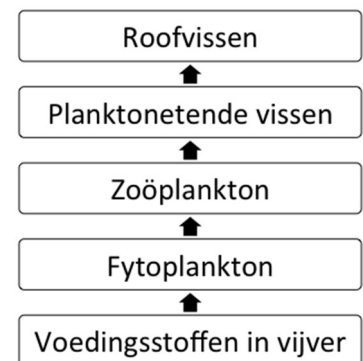 Roofvissen
Planktonetende vissen
Zoöplankton
Fytoplankton
Voedingsstoffen in vijver